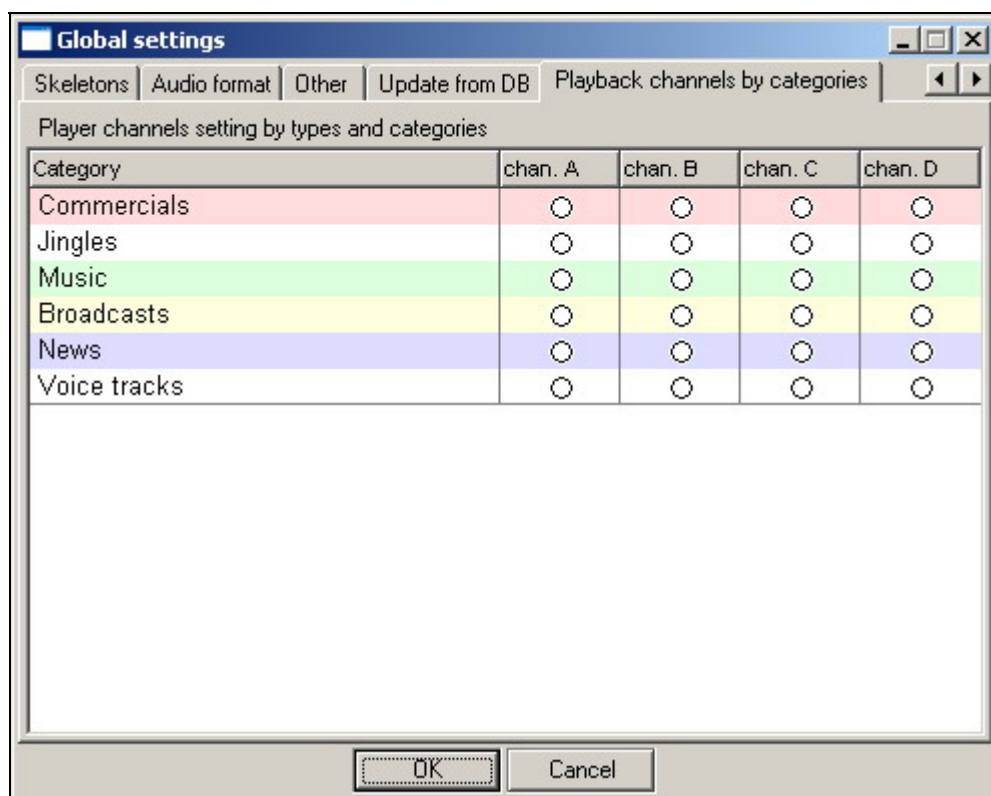 Global settings
Skeletons Audio format Other Update from DB Playback channels by categories
Player channels setting by types and categories
Category chan. A chan. B chan. C chan. D
Commercials
Jingles
Music
Broadcasts
News
Voice tracks
OK Cancel